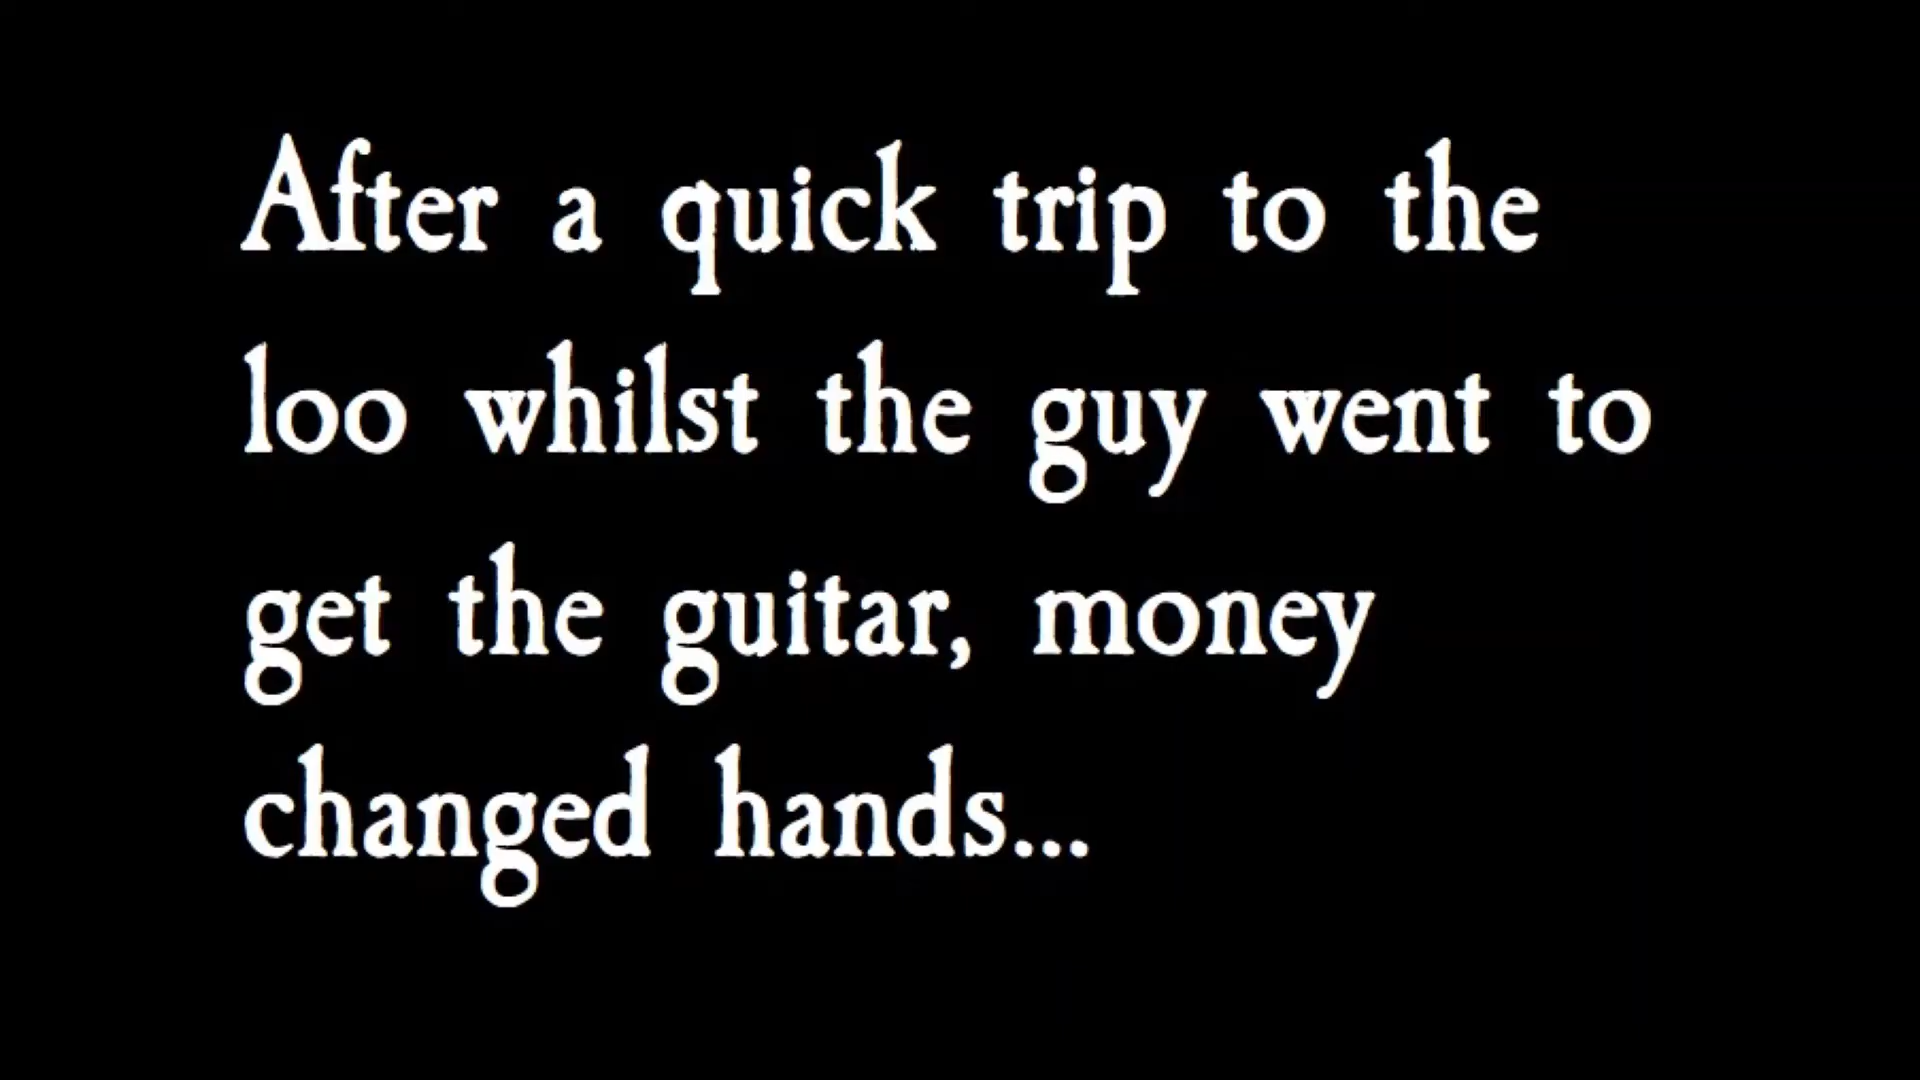 After a quick trip to the
loo whilst the guy went to
get the guitar, money
changed hands...